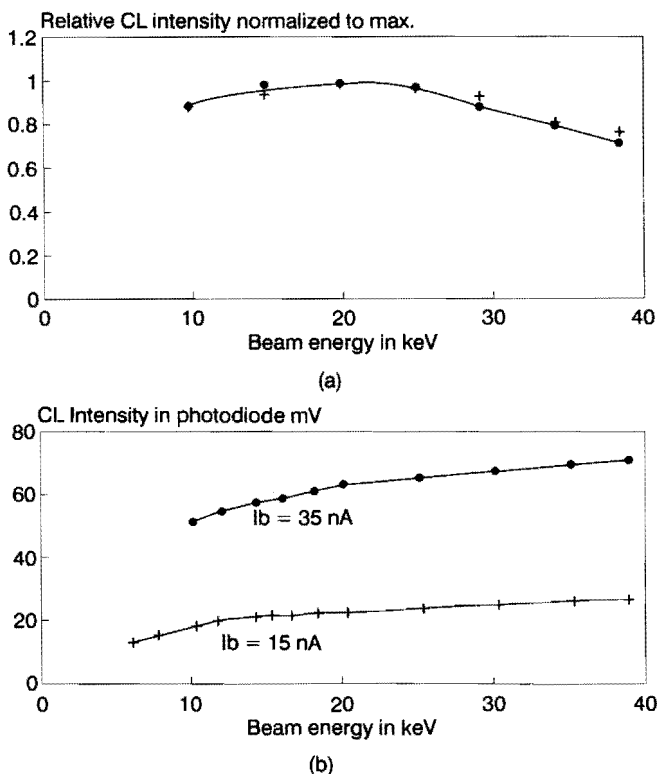 Relative CL intensity normalized to max.
1.2
1
0.8
0.6
0.4
0.2
0
0 10 20 30 40
Beam energy in keV
(a)
CL Intensity in photodiode mV
80
60
40
20
0
Ib = 35 nA
Ib = 15 nA
0 10 20 30 40
Beam energy in keV
(b)